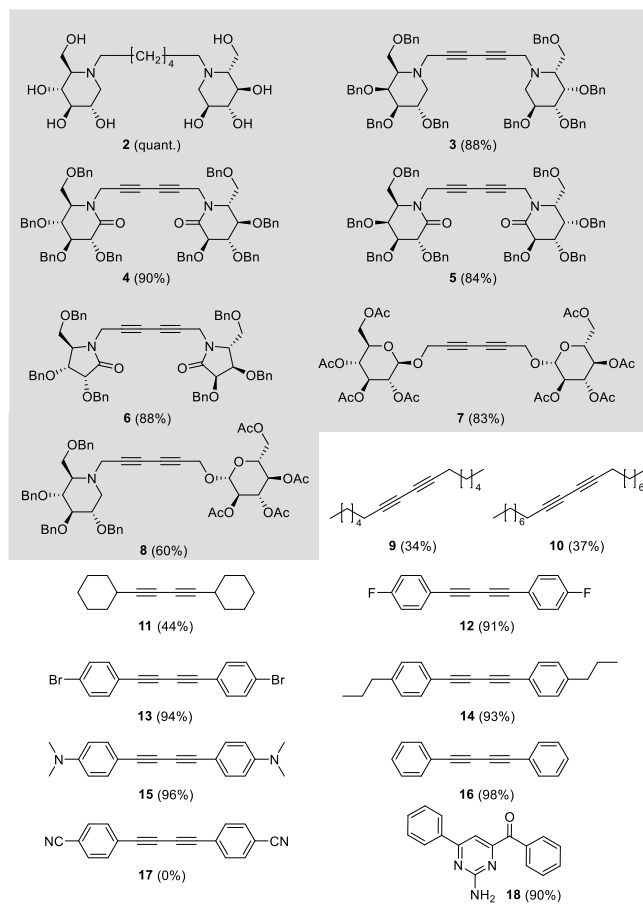 OH HO
N [CH₂]₄ N
HO OH HO OH
OH HO OH
2 (quant.)
OBn BnO
N N
BnO OBn
BnO OBn
OBn BnO
3 (88%)
OBn BnO
N N
BnO O O OBn
BnO OBn BnO OBn
4 (90%)
OBn BnO
N N
BnO O O OBn
BnO OBn BnO OBn
5 (84%)
OBn BnO
N N
O O
BnO OBn
OBn BnO
6 (88%)
OAc AcO
O O
AcO O O OAc
AcO OAc AcO OAc
7 (83%)
OBn AcO
N O
O OAc
BnO
BnO OBn OAc OAc
8 (60%)
4 4
9 (34%)
6 6
10 (37%)
11 (44%)
F F
12 (91%)
Br Br
13 (94%)
14 (93%)
N N
15 (96%)
16 (98%)
NC CN
17 (0%)
O
N N
NH₂
18 (90%)